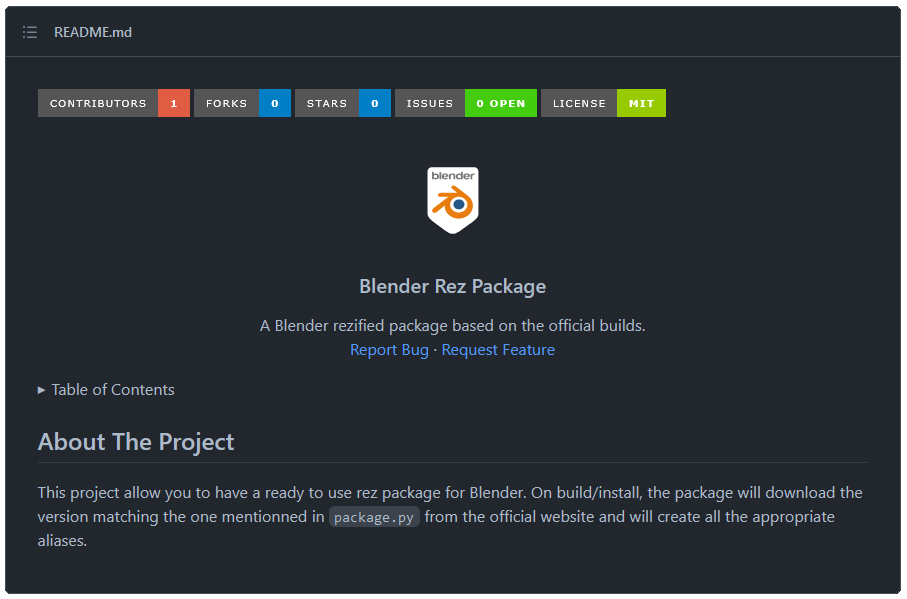 README.md
CONTRIBUTORS 1 FORKS 0 STARS 0 ISSUES 0 OPEN LICENSE MIT
blender
Blender Rez Package
A Blender rezified package based on the official builds.
Report Bug · Request Feature
Table of Contents
About The Project
This project allow you to have a ready to use rez package for Blender. On build/install, the package will download the
version matching the one mentionned in package.py from the official website and will create all the appropriate
aliases.